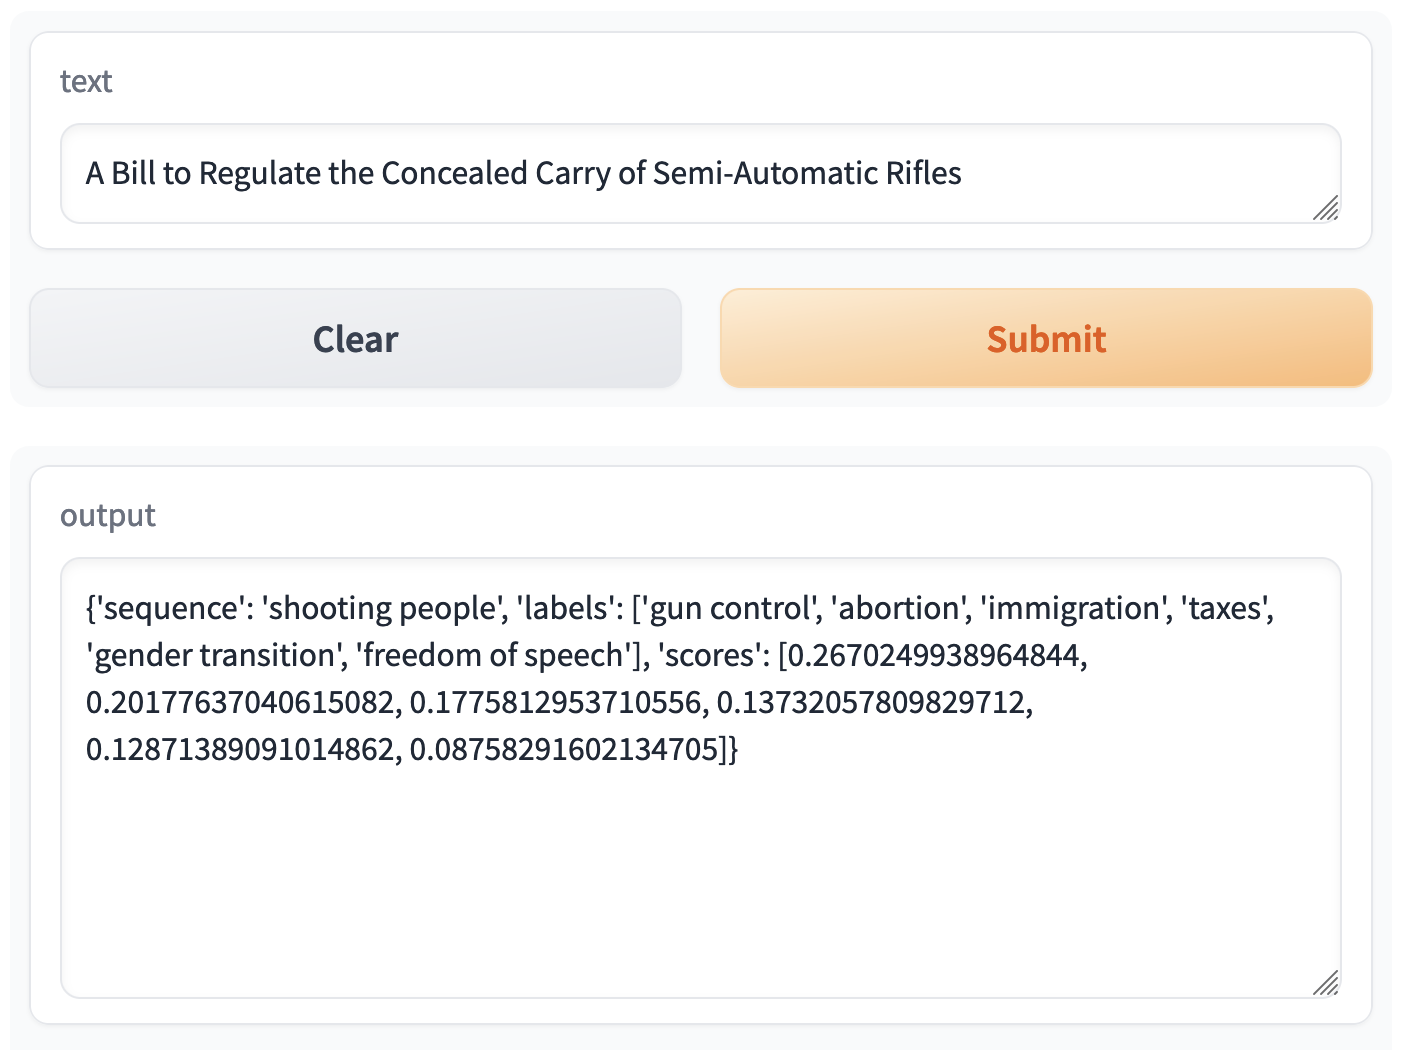 text
A Bill to Regulate the Concealed Carry of Semi-Automatic Rifles
Clear
Submit
output
{'sequence': 'shooting people', 'labels': ['gun control', 'abortion', 'immigration', 'taxes',
'gender transition', 'freedom of speech'], 'scores': [0.2670249938964844,
0.20177637040615082, 0.1775812953710556, 0.13732057809829712,
0.12871389091014862, 0.08758291602134705]}